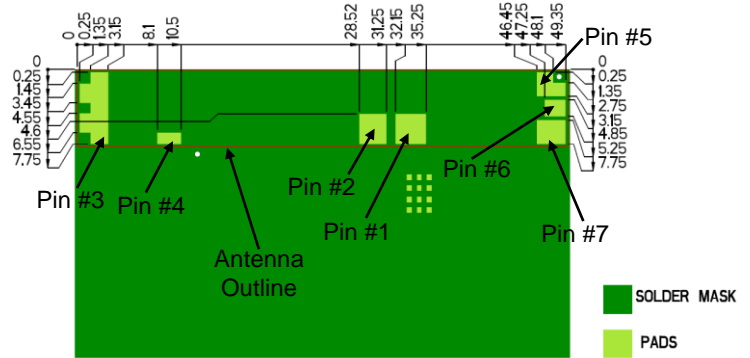 0
0.25
1.35
3.15
8.1
10.5
28.52
31.25
32.15
35.25
46.45
47.25
48.1
49.35
Pin #5
0
0.25
1.45
3.45
4.55
4.6
6.55
7.75
0
0.25
1.35
2.75
3.15
4.85
5.25
7.75
Pin #6
Pin #3
Pin #4
Pin #2
Pin #1
Pin #7
Antenna
Outline
SOLDER MASK
PADS